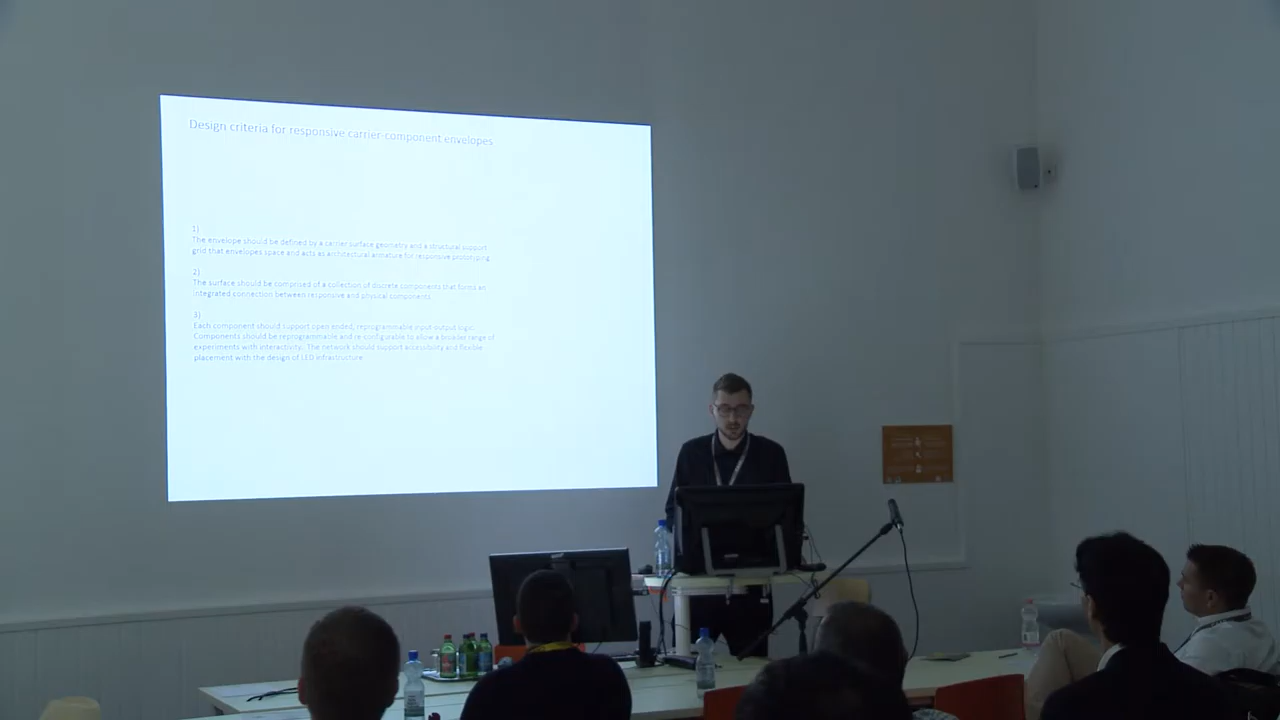 Design criteria for responsive carrier-component envelopes
1)
The envelope should be defined by a carrier surface geometry and a structural support
grid that envelopes space and acts as architectural armature for responsive prototyping
2)
The surface should be comprised of a collection of discrete components that forms an
integrated connection between responsive and physical components
3)
Each component should support open ended, reprogrammable input-output logic.
Components should be reprogrammable and re-configurable to allow a broader range of
experiments with interactivity. The network should support accessibility and flexible
placement with the design of LED infrastructure